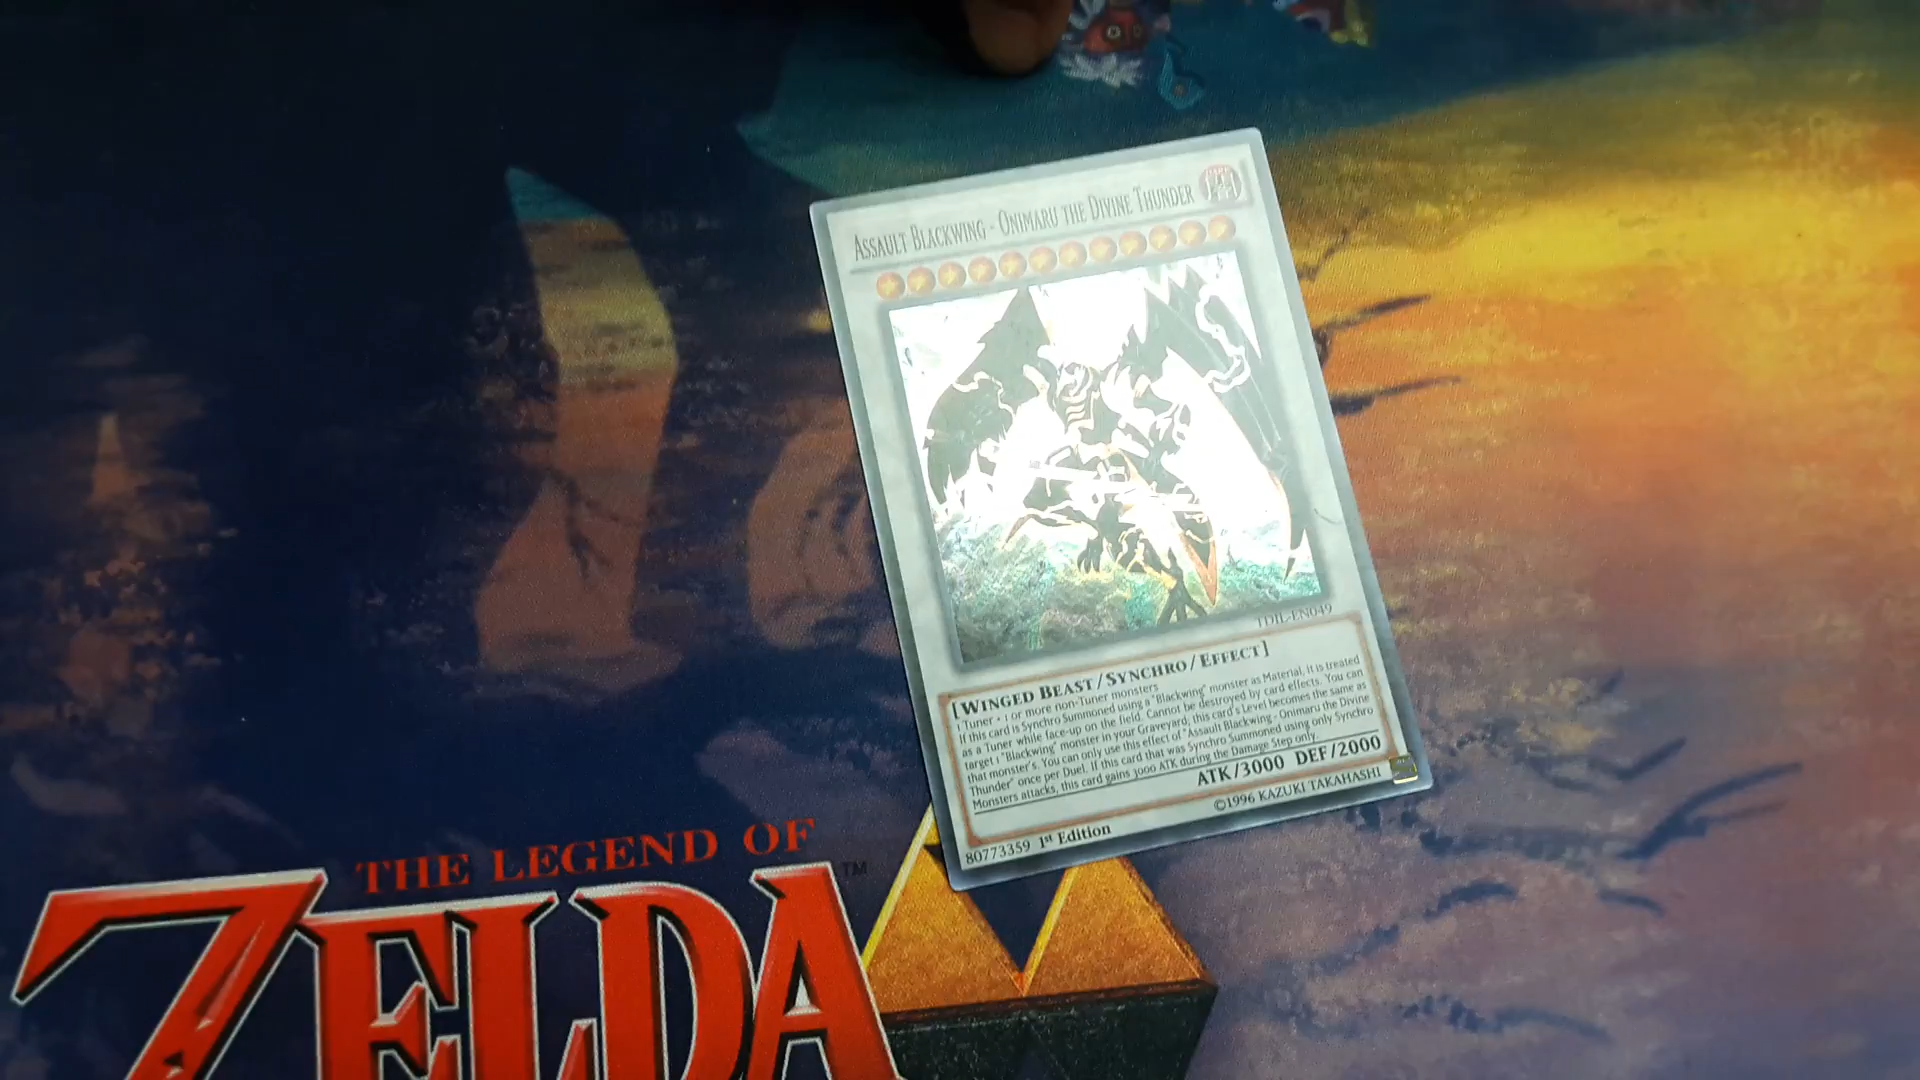 ASSAULT BLACKWING - ONIMARU THE DIVINE THUNDER
TDIL-EN049
[WINGED BEAST/SYNCHRO/EFFECT]
1 Tuner + 1 or more non-Tuner monsters
If this card is Synchro Summoned using a "Blackwing" monster as Material, it is treated
as a Tuner while face-up on the field. Cannot be destroyed by card effects. You can
target 1 "Blackwing" monster in your Graveyard; this card's Level becomes the same as
that monster's. You can only use this effect of "Assault Blackwing - Onimaru the Divine
Thunder" once per Duel. If this card that was Synchro Summoned using only Synchro
Monsters attacks, this card gains 3000 ATK during the Damage Step only.
ATK/3000 DEF/2000
80773359 1st Edition
©1996 KAZUKI TAKAHASHI
THE LEGEND OF
ZELDA™